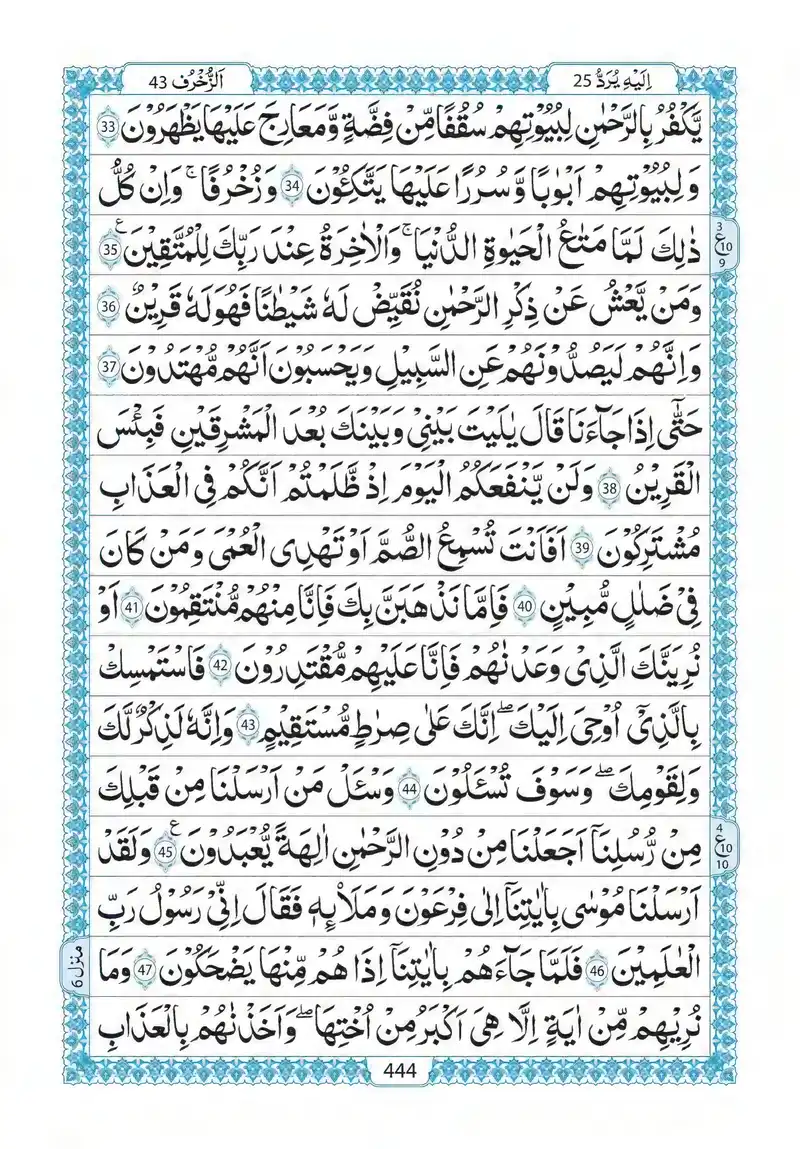 اِلَيْهِ يُرَدُّ 25
اَلزُّخْرُف 43
يَّكْفُرُ بِالرَّحْمٰنِ لِبُيُوْتِهِمْ سُقُفًا مِّنْ فِضَّةٍ وَّمَعَارِجَ عَلَيْهَا يَظْهَرُوْنَ 33
وَلِبُيُوْتِهِمْ اَبْوَابًا وَّسُرُرًا عَلَيْهَا يَتَّكِـُٔوْنَ 34 وَزُخْرُفًا ۚ وَاِنْ كُلُّ
ذٰلِكَ لَمَّا مَتَاعُ الْحَيٰوةِ الدُّنْيَا ۚ وَالْاٰخِرَةُ عِنْدَ رَبِّكَ لِلْمُتَّقِيْنَ 35 ع
3 ع 10 9
وَمَنْ يَّعْشُ عَنْ ذِكْرِ الرَّحْمٰنِ نُقَيِّضْ لَهٗ شَيْطٰنًا فَهُوَ لَهٗ قَرِيْنٌ 36
وَاِنَّهُمْ لَيَصُدُّوْنَهُمْ عَنِ السَّبِيْلِ وَيَحْسَبُوْنَ اَنَّهُمْ مُّهْتَدُوْنَ 37
حَتّٰٓى اِذَا جَآءَنَا قَالَ يٰلَيْتَ بَيْنِيْ وَبَيْنَكَ بُعْدَ الْمَشْرِقَيْنِ فَبِئْسَ
الْقَرِيْنُ 38 وَلَنْ يَّنْفَعَكُمُ الْيَوْمَ اِذْ ظَّلَمْتُمْ اَنَّكُمْ فِى الْعَذَابِ
مُشْتَرِكُوْنَ 39 اَفَاَنْتَ تُسْمِعُ الصُّمَّ اَوْ تَهْدِى الْعُمْىَ وَمَنْ كَانَ
فِيْ ضَلٰلٍ مُّبِيْنٍ 40 فَاِمَّا نَذْهَبَنَّ بِكَ فَاِنَّا مِنْهُمْ مُّنْتَقِمُوْنَ 41 اَوْ
نُرِيَنَّكَ الَّذِيْ وَعَدْنٰهُمْ فَاِنَّا عَلَيْهِمْ مُّقْتَدِرُوْنَ 42 فَاسْتَمْسِكْ
بِالَّذِيْٓ اُوْحِىَ اِلَيْكَ ۖ اِنَّكَ عَلٰى صِرَاطٍ مُّسْتَقِيْمٍ 43 وَاِنَّهٗ لَذِكْرٌ لَّكَ
وَلِقَوْمِكَ ۖ وَسَوْفَ تُسْـَٔلُوْنَ 44 وَسْـَٔلْ مَنْ اَرْسَلْنَا مِنْ قَبْلِكَ
مِنْ رُّسُلِنَآ اَجَعَلْنَا مِنْ دُوْنِ الرَّحْمٰنِ اٰلِهَةً يُّعْبَدُوْنَ 45 ع وَلَقَدْ
4 ع 10 10
اَرْسَلْنَا مُوْسٰى بِاٰيٰتِنَآ اِلٰى فِرْعَوْنَ وَمَلَا۟ئِهٖ فَقَالَ اِنِّيْ رَسُوْلُ رَبِّ
الْعٰلَمِيْنَ 46 فَلَمَّا جَآءَهُمْ بِاٰيٰتِنَآ اِذَا هُمْ مِّنْهَا يَضْحَكُوْنَ 47 وَمَا
منزل 6
نُرِيْهِمْ مِّنْ اٰيَةٍ اِلَّا هِىَ اَكْبَرُ مِنْ اُخْتِهَا ۖ وَاَخَذْنٰهُمْ بِالْعَذَابِ
444